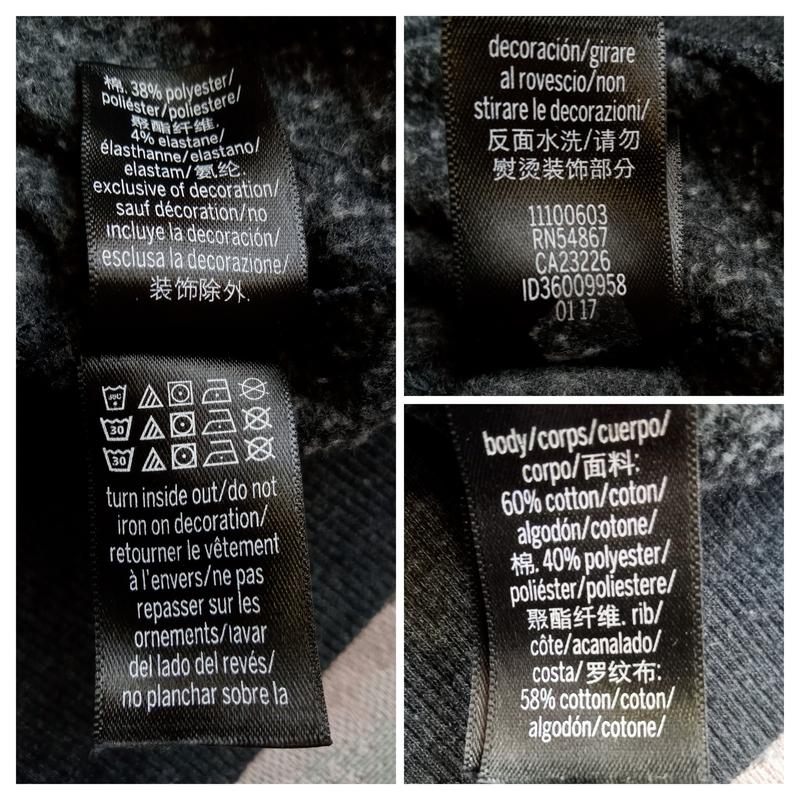 棉. 38% polyester/
poliéster/poliestere/
聚酯纤维.
4% elastane/
élasthanne/elastano/
elastam/氨纶.
exclusive of decoration/
sauf décoration/no
incluye la decoración/
esclusa la decorazione/
装饰除外.
30
30
turn inside out/do not
iron on decoration/
retourner le vêtement
à l'envers/ne pas
repasser sur les
ornements/lavar
del lado del revés/
no planchar sobre la
decoración/girare
al rovescio/non
stirare le decorazioni/
反面水洗/请勿
熨烫装饰部分
11100603
RN54867
CA23226
ID36009958
01 17
body/corps/cuerpo/
corpo/面料:
60% cotton/coton/
algodón/cotone/
棉. 40% polyester/
poliéster/poliestere/
聚酯纤维. rib/
côte/acanalado/
costa/罗纹布:
58% cotton/coton/
algodón/cotone/